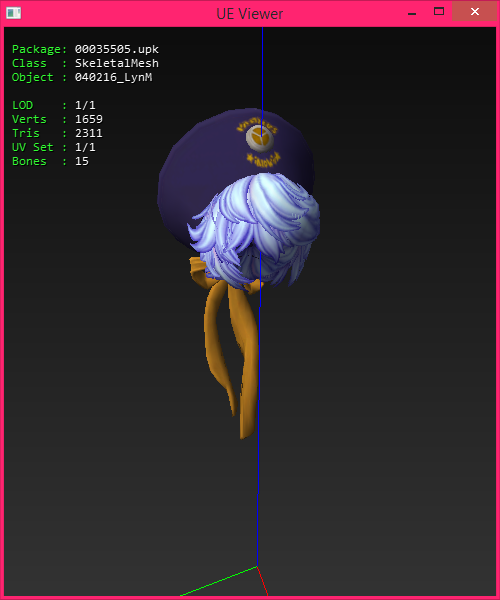 UE Viewer
Package: 00035505.upk
Class : SkeletalMesh
Object : 040216_LynM
LOD : 1/1
Verts : 1659
Tris : 2311
UV Set : 1/1
Bones : 15